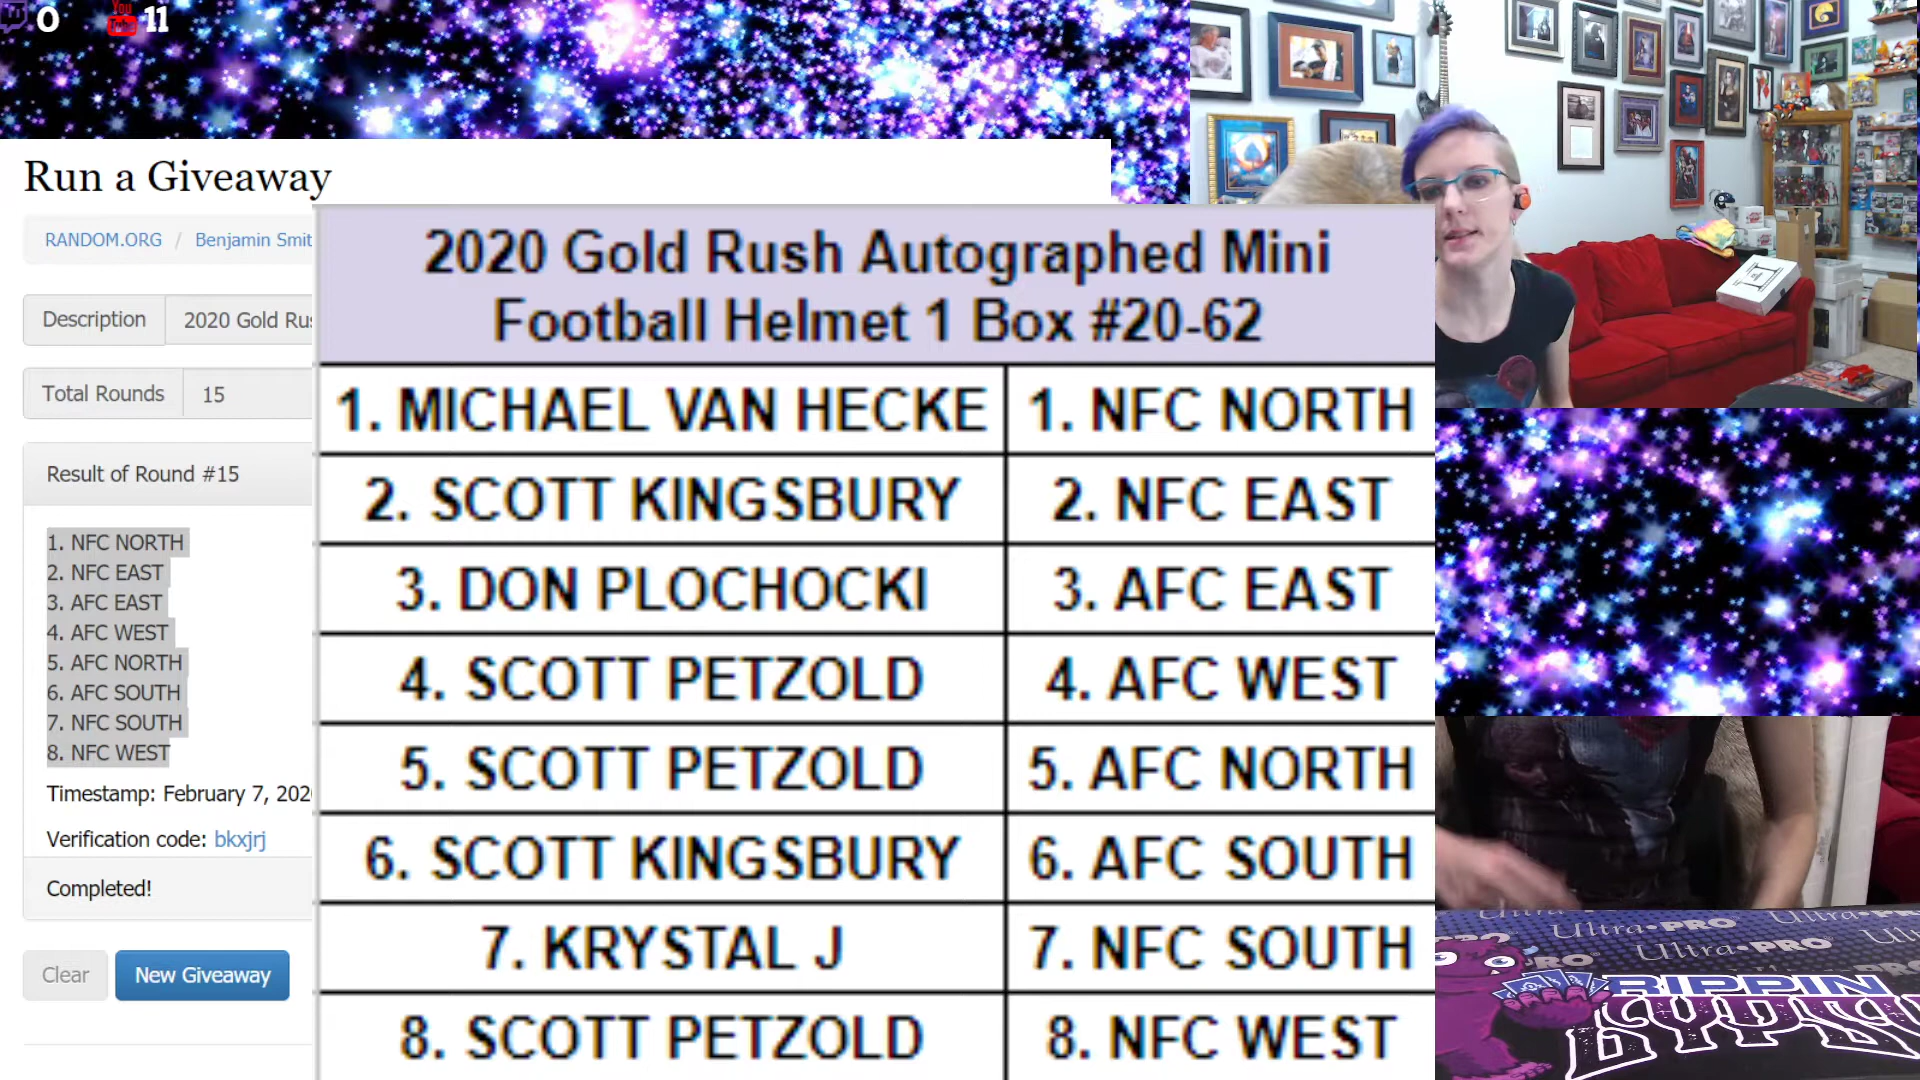 0
You
Tube
11
Run a Giveaway
RANDOM.ORG / Benjamin Smit
Description
2020 Gold Rus
Total Rounds
15
Result of Round #15
1. NFC NORTH
2. NFC EAST
3. AFC EAST
4. AFC WEST
5. AFC NORTH
6. AFC SOUTH
7. NFC SOUTH
8. NFC WEST
Timestamp: February 7, 202
Verification code: bkxjrj
Completed!
Clear
New Giveaway
2020 Gold Rush Autographed Mini
Football Helmet 1 Box #20-62
1. MICHAEL VAN HECKE 1. NFC NORTH
2. SCOTT KINGSBURY 2. NFC EAST
3. DON PLOCHOCKI 3. AFC EAST
4. SCOTT PETZOLD 4. AFC WEST
5. SCOTT PETZOLD 5. AFC NORTH
6. SCOTT KINGSBURY 6. AFC SOUTH
7. KRYSTAL J 7. NFC SOUTH
8. SCOTT PETZOLD 8. NFC WEST
Ultra•PRO
Ultra•PRO
RIPPIN